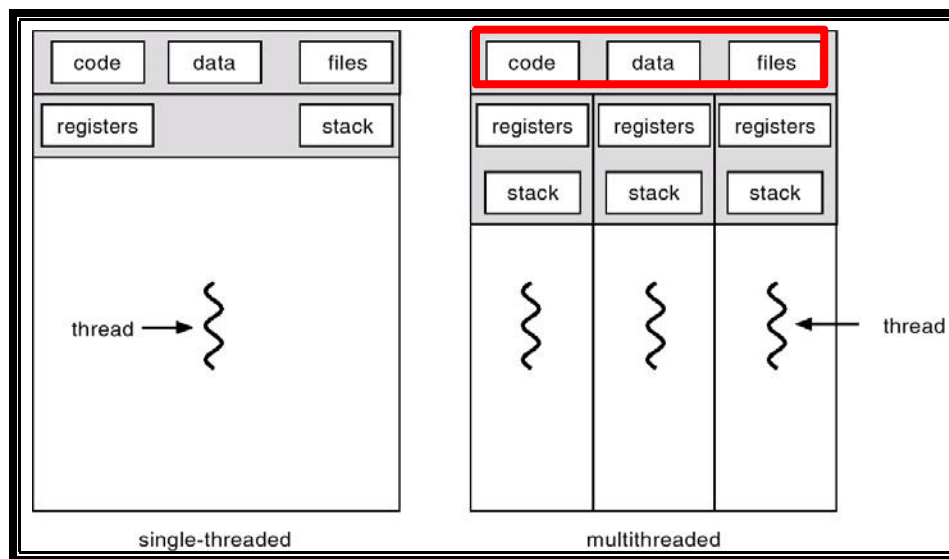 code data files
registers stack
thread
single-threaded
code data files
registers registers registers
stack stack stack
thread
multithreaded